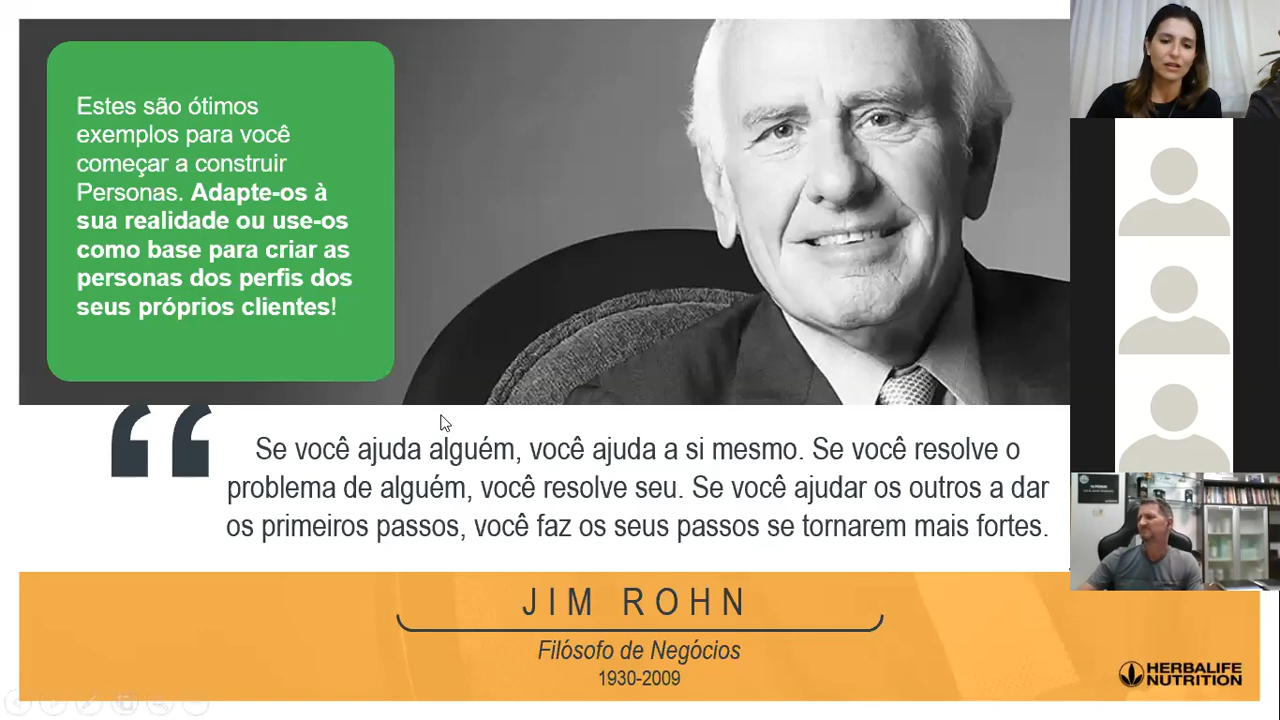 Estes são ótimos
exemplos para você
começar a construir
Personas. Adapte-os à
sua realidade ou use-os
como base para criar as
personas dos perfis dos
seus próprios clientes!
Se você ajuda alguém, você ajuda a si mesmo. Se você resolve o
problema de alguém, você resolve seu. Se você ajudar os outros a dar
os primeiros passos, você faz os seus passos se tornarem mais fortes.
JIM ROHN
Filósofo de Negócios
1930-2009
HERBALIFE
NUTRITION